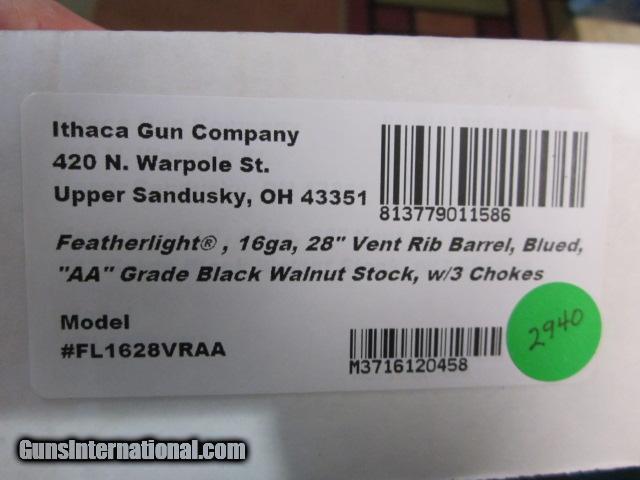 Ithaca Gun Company
420 N. Warpole St.
Upper Sandusky, OH 43351
813779011586
Featherlight® , 16ga, 28" Vent Rib Barrel, Blued,
"AA" Grade Black Walnut Stock, w/3 Chokes
Model
#FL1628VRAA
M3716120458
2940
GunsInternational.com